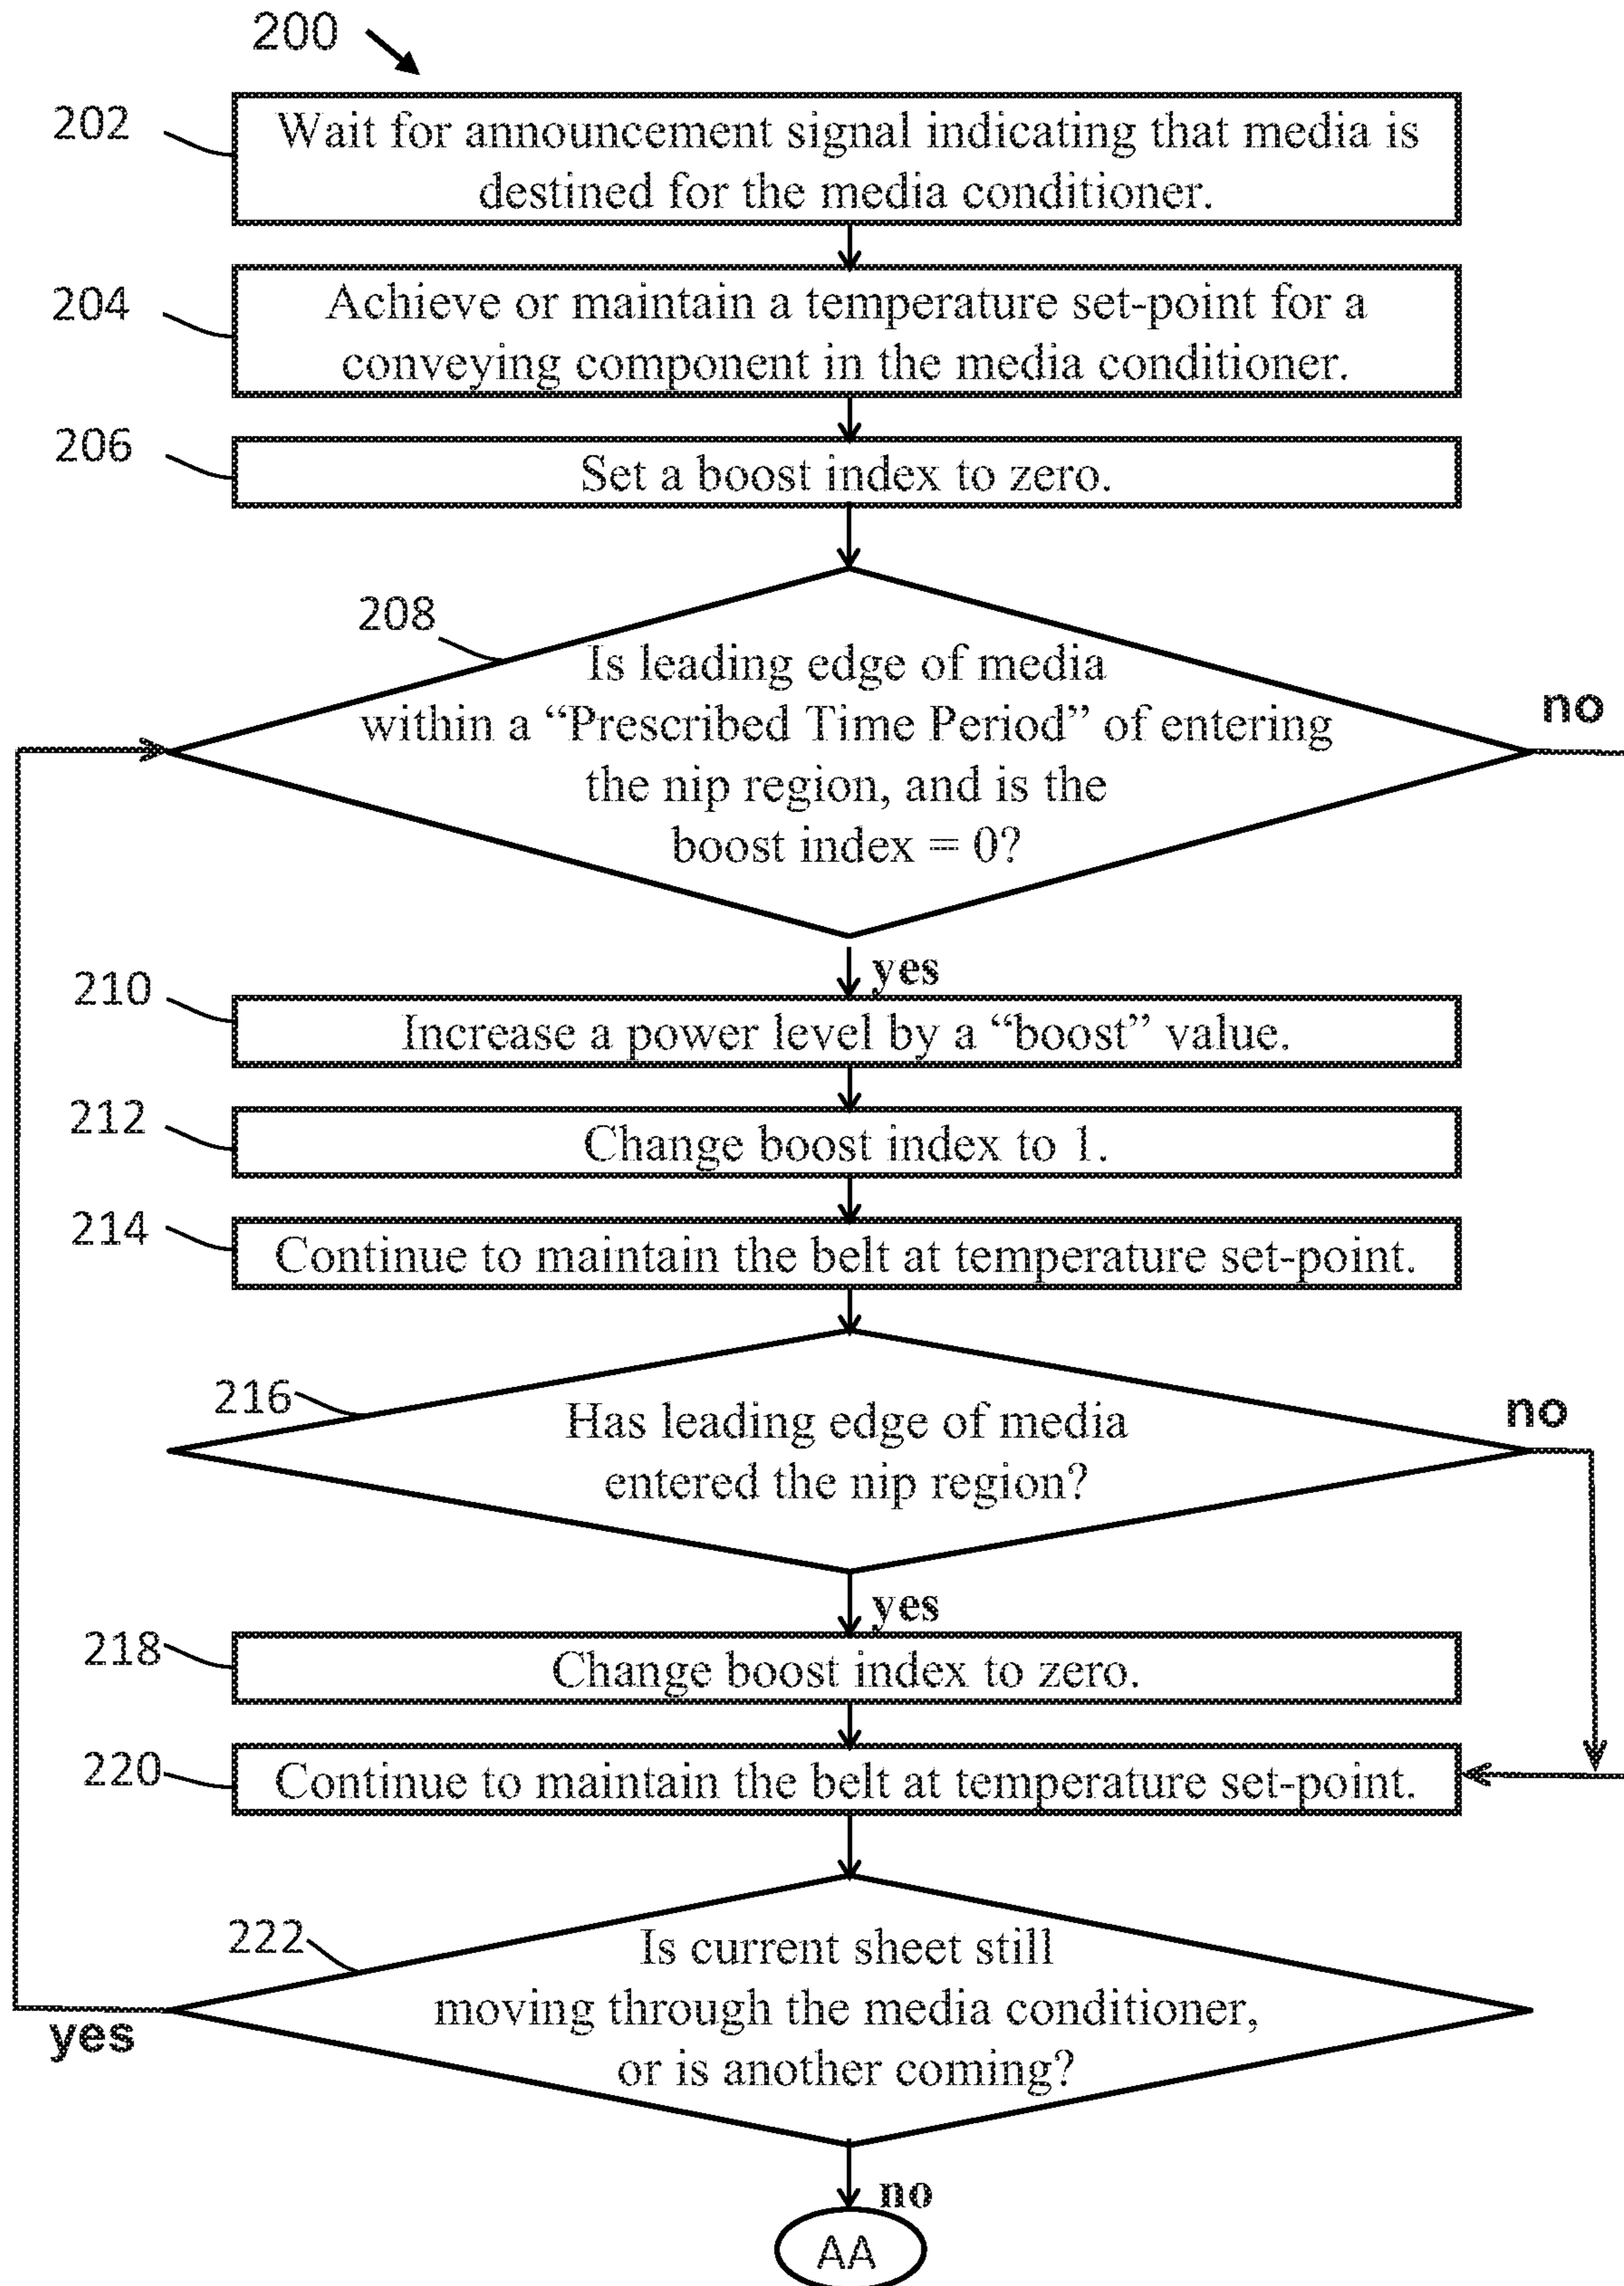 200
202
Wait for announcement signal indicating that media is
destined for the media conditioner.
204
Achieve or maintain a temperature set-point for a
conveying component in the media conditioner.
206
Set a boost index to zero.
208
Is leading edge of media
within a “Prescribed Time Period” of entering
the nip region, and is the
boost index = 0?
no
yes
210
Increase a power level by a “boost” value.
212
Change boost index to 1.
214
Continue to maintain the belt at temperature set-point.
216
Has leading edge of media
entered the nip region?
no
yes
218
Change boost index to zero.
220
Continue to maintain the belt at temperature set-point.
222
Is current sheet still
moving through the media conditioner,
or is another coming?
yes
no
AA